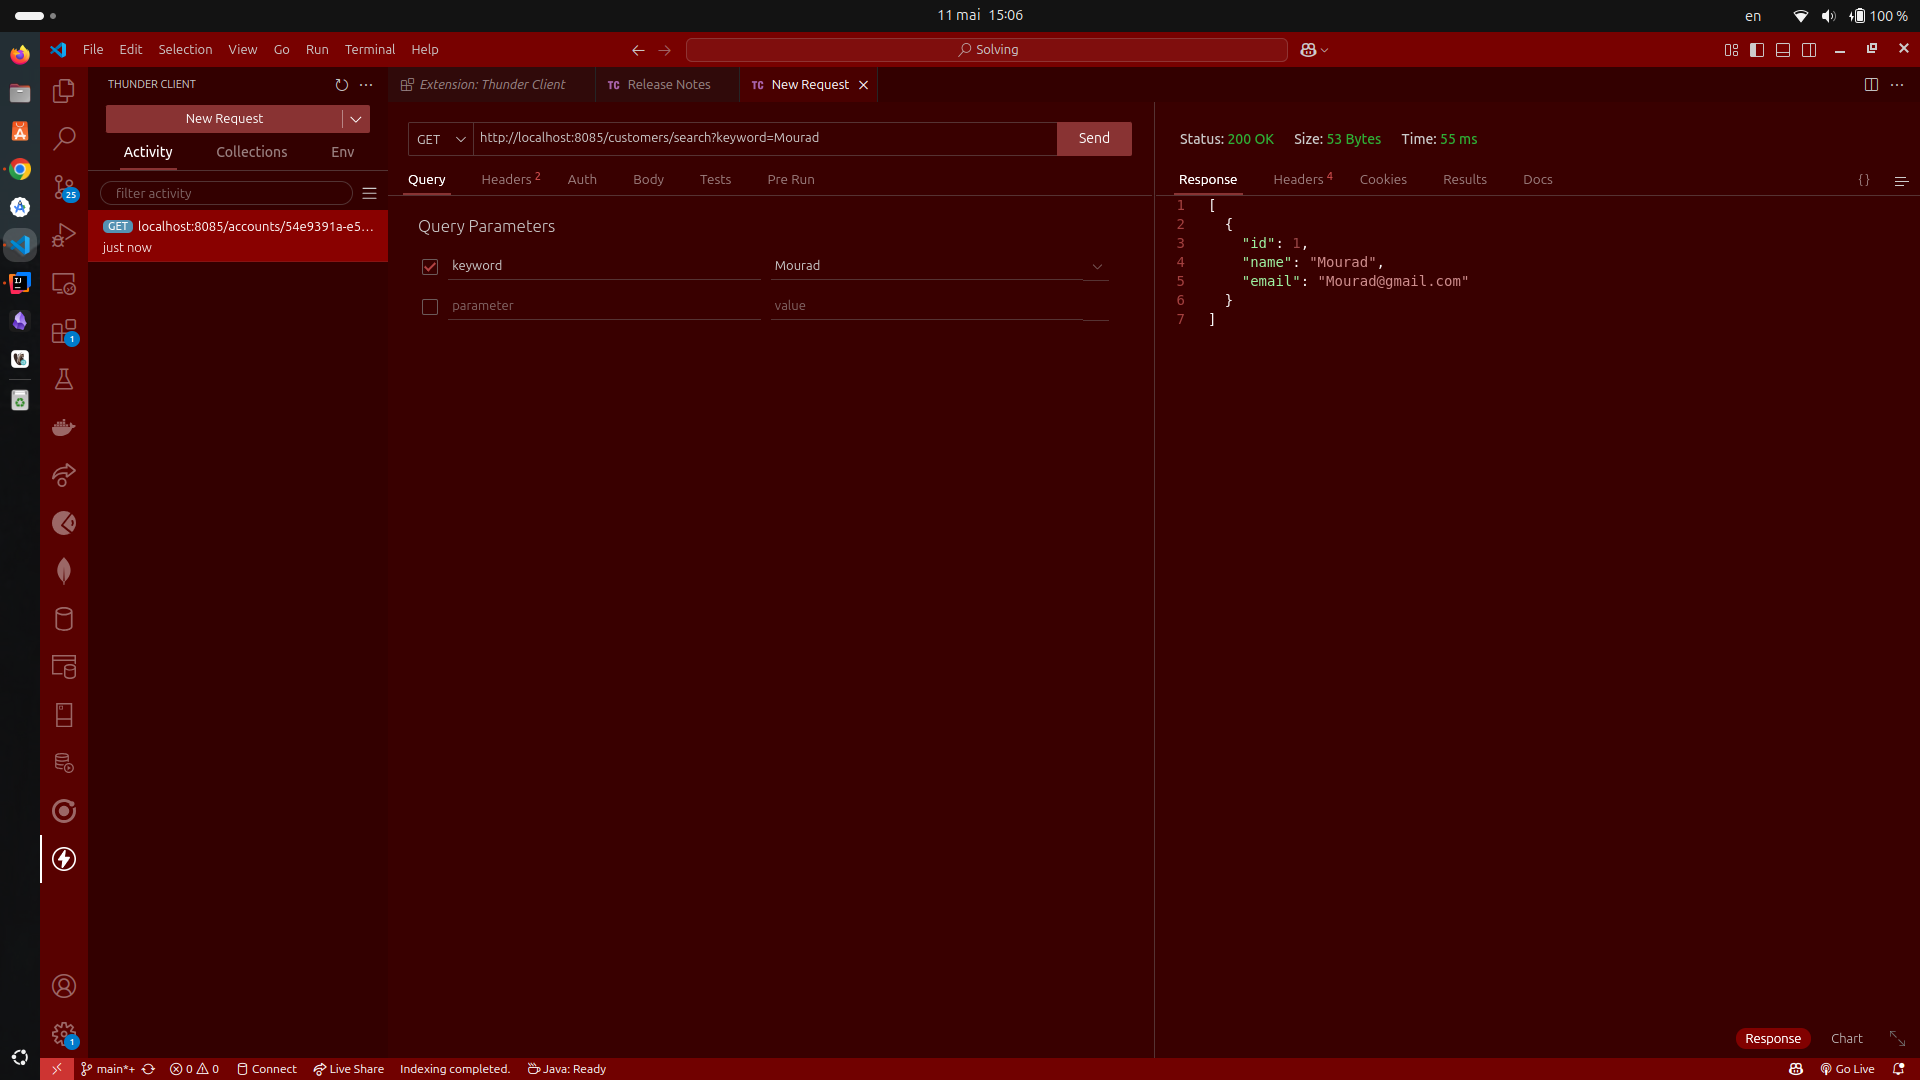 11 mai 15:06
en
100 %
File Edit Selection View Go Run Terminal Help
Solving
THUNDER CLIENT
New Request
Activity Collections Env
filter activity
GET localhost:8085/accounts/54e9391a-e5...
just now
25
1
1
Extension: Thunder Client
TC Release Notes
TC New Request
GET http://localhost:8085/customers/search?keyword=Mourad Send
Query Headers 2 Auth Body Tests Pre Run
Query Parameters
keyword Mourad
parameter value
Status: 200 OK Size: 53 Bytes Time: 55 ms
Response Headers 4 Cookies Results Docs {}
1 [
2 {
3 "id": 1,
4 "name": "Mourad",
5 "email": "Mourad@gmail.com"
6 }
7 ]
Response Chart
main*+ 0 0 Connect Live Share Indexing completed. Java: Ready Go Live